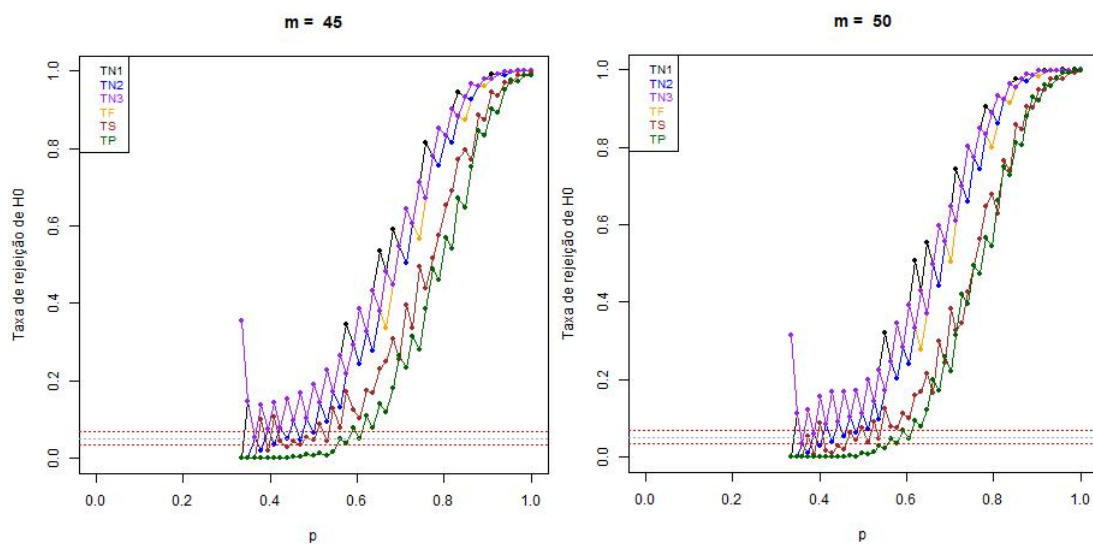 m = 45
TN1
TN2
TN3
TF
TS
TP
Taxa de rejeição de H0
0.0
0.2
0.4
0.6
0.8
1.0
0.0 0.2 0.4 0.6 0.8 1.0
p
m = 50
TN1
TN2
TN3
TF
TS
TP
Taxa de rejeição de H0
0.0
0.2
0.4
0.6
0.8
1.0
0.0 0.2 0.4 0.6 0.8 1.0
p